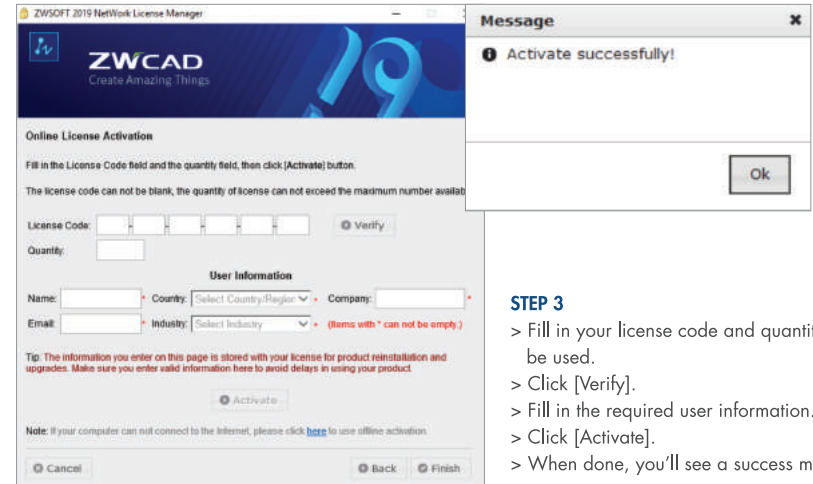 ZWSOFT 2019 NetWork License Manager
ZWCAD
Create Amazing Things
Online License Activation
Fill in the License Code field and the quantity field, then click [Activate] button.
The license code can not be blank, the quantity of license can not exceed the maximum number
License Code: - - - - - Verify
Quantity:
User Information
Name: * Country: Select Country/Region * Company: *
Email: * Industry: Select Industry * (Items with * can not be empty.)
Tip: The information you enter on this page is stored with your license for product reinstallation and
upgrades. Make sure you enter valid information here to avoid delays in using your product.
Activate
Note: If your computer can not connect to the Internet, please click here to use offline activation.
Cancel Back Finish
Message
Activate successfully!
Ok
STEP 3
> Fill in your license code and
be used.
> Click [Verify].
> Fill in the required user information.
> Click [Activate].
> When done, you'll see a success